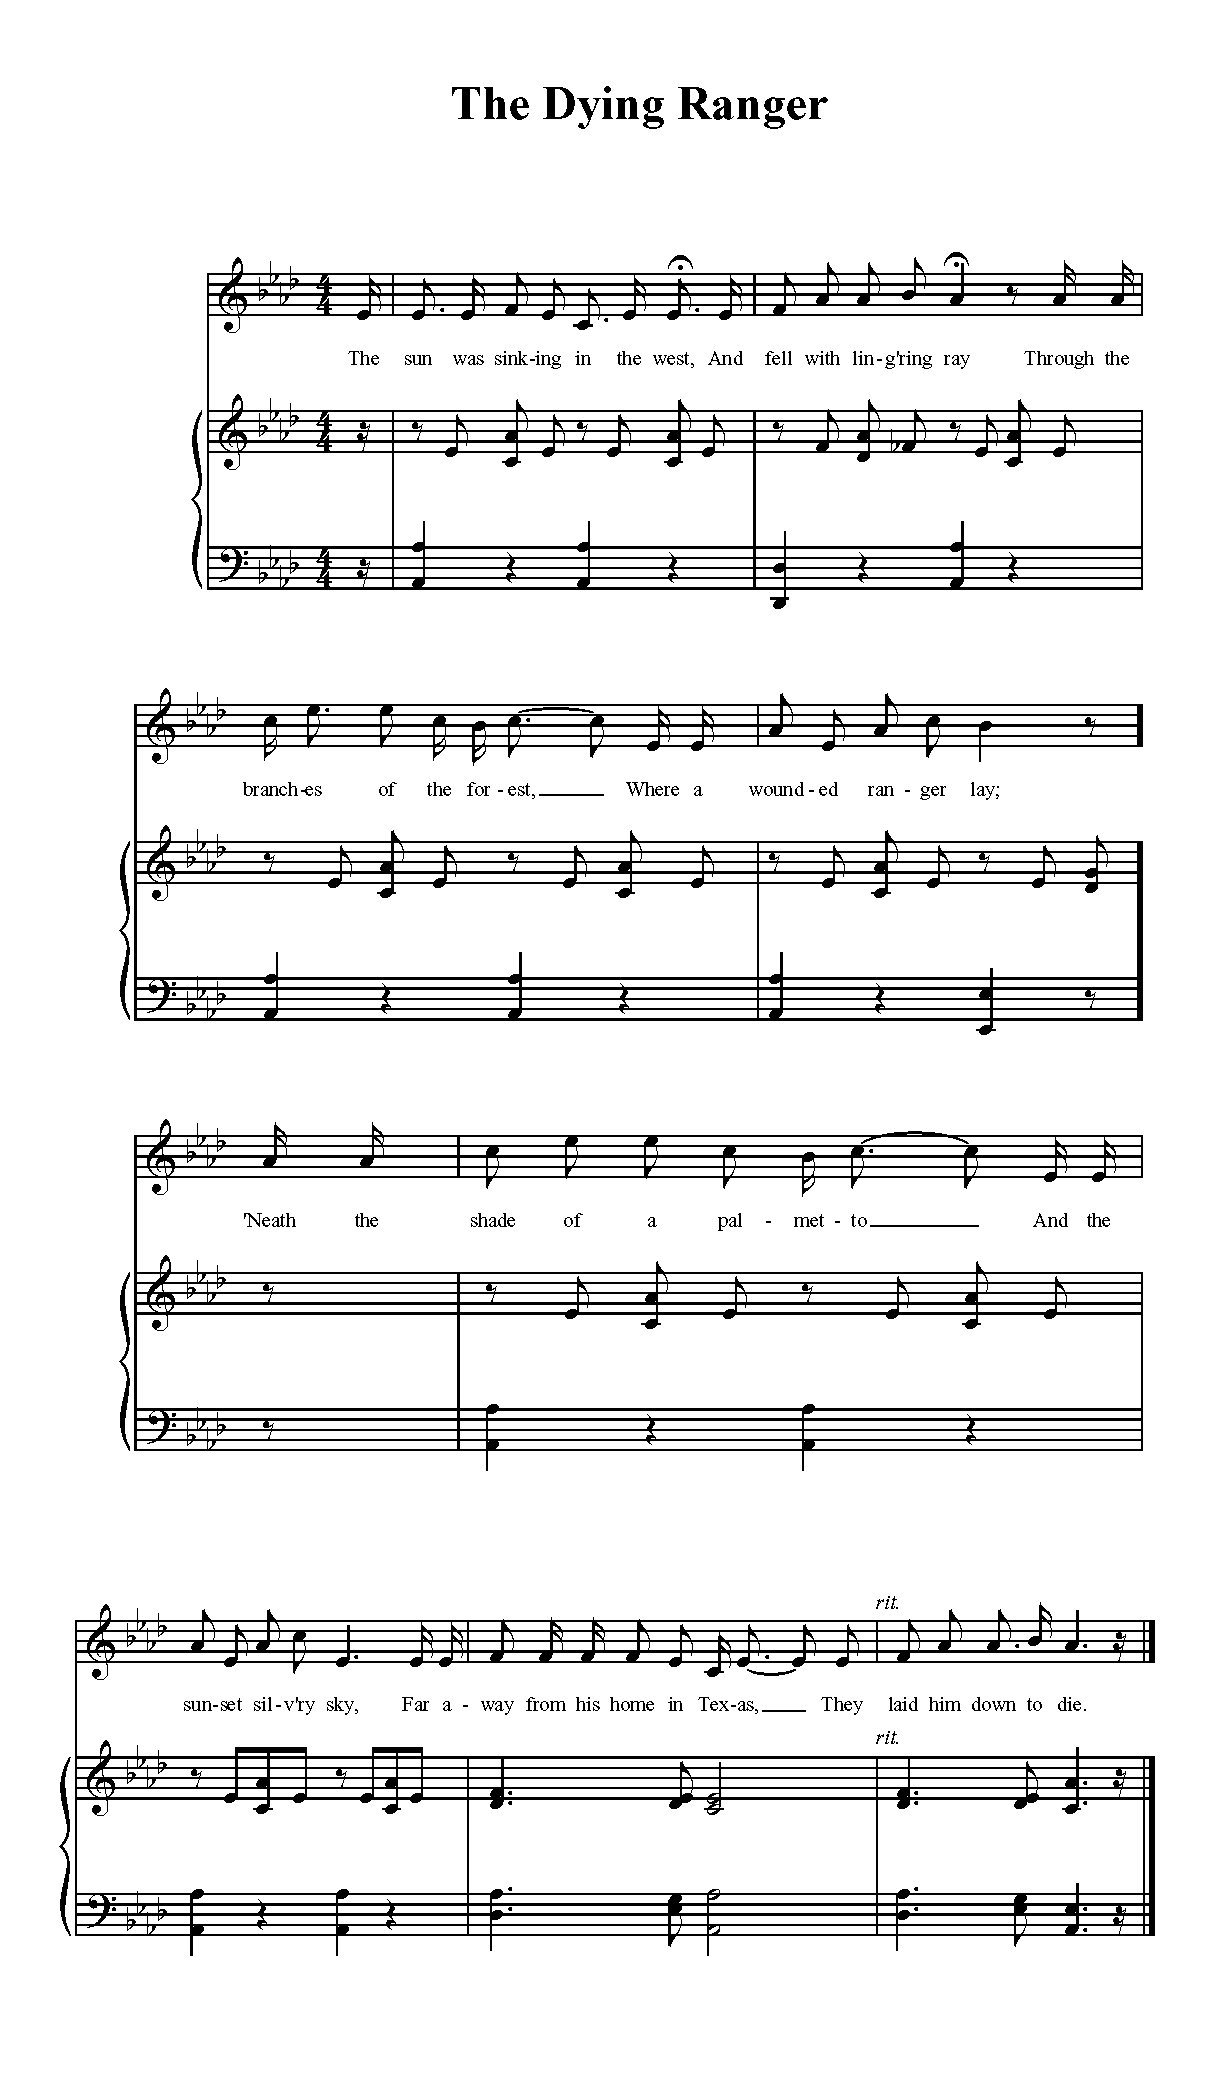 The Dying Ranger
The sun was sink-ing in the west, And fell with lin-g'ring ray Through the
branch-es of the for-est, Where a wound-ed ran-ger lay;
'Neath the shade of a pal-met-to And the
rit.
sun-set sil-v'ry sky, Far a-way from his home in Tex-as, They laid him down to die.
rit.